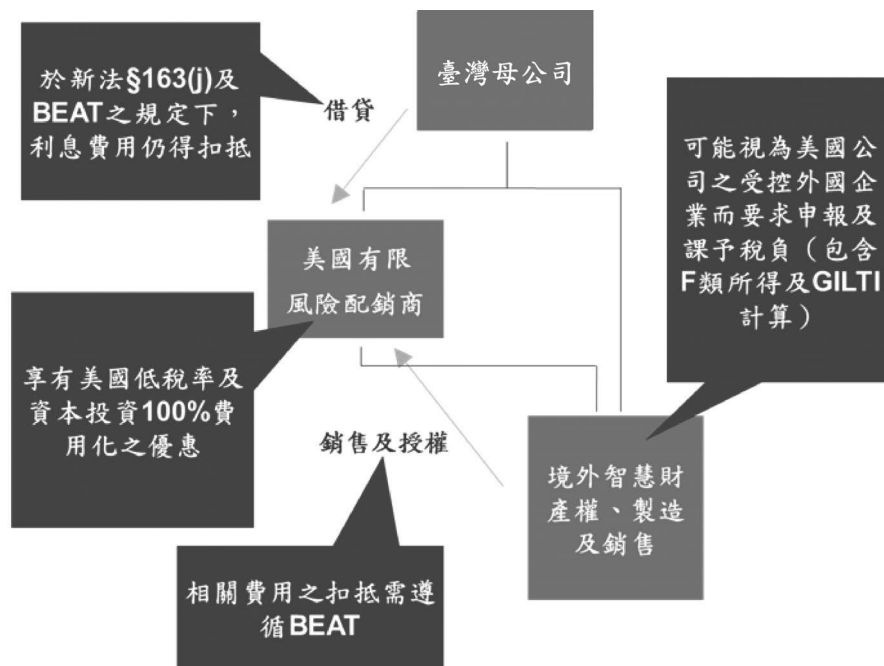 臺灣母公司
於新法§163(j)及
BEAT之規定下，
利息費用仍得扣抵
借貸
可能視為美國公
司之受控外國企
業而要求申報及
課予稅負（包含
F類所得及GILTI
計算）
美國有限
風險配銷商
享有美國低稅率及
資本投資100%費
用化之優惠
銷售及授權
境外智慧財
產權、製造
及銷售
相關費用之扣抵需遵
循BEAT